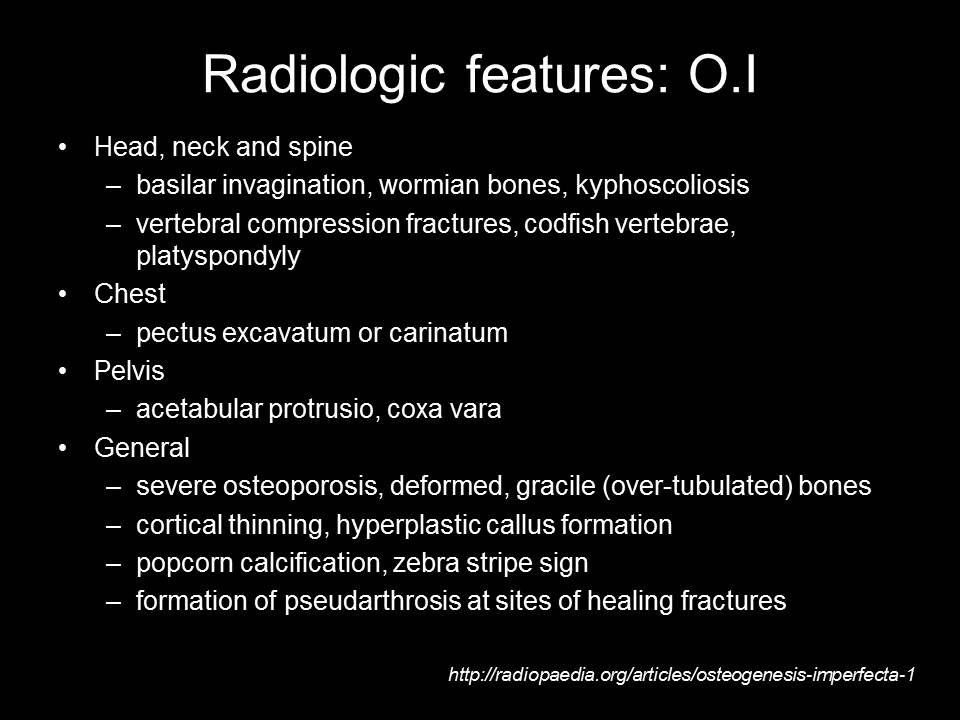 Radiologic features: O.I
• Head, neck and spine
– basilar invagination, wormian bones, kyphoscoliosis
– vertebral compression fractures, codfish vertebrae,
platyspondyly
• Chest
– pectus excavatum or carinatum
• Pelvis
– acetabular protrusio, coxa vara
• General
– severe osteoporosis, deformed, gracile (over-tubulated) bones
– cortical thinning, hyperplastic callus formation
– popcorn calcification, zebra stripe sign
– formation of pseudarthrosis at sites of healing fractures
http://radiopaedia.org/articles/osteogenesis-imperfecta-1